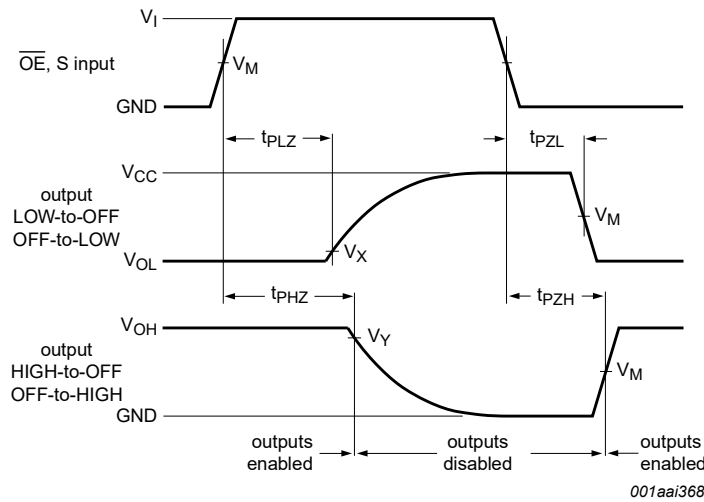 V_I
OE, S input
V_M
GND
t_PLZ
t_PZL
V_CC
output
LOW-to-OFF
OFF-to-LOW
V_M
V_X
V_OL
t_PHZ
t_PZH
V_OH
V_Y
output
HIGH-to-OFF
OFF-to-HIGH
V_M
GND
outputs
enabled
outputs
disabled
outputs
enabled
001aai368